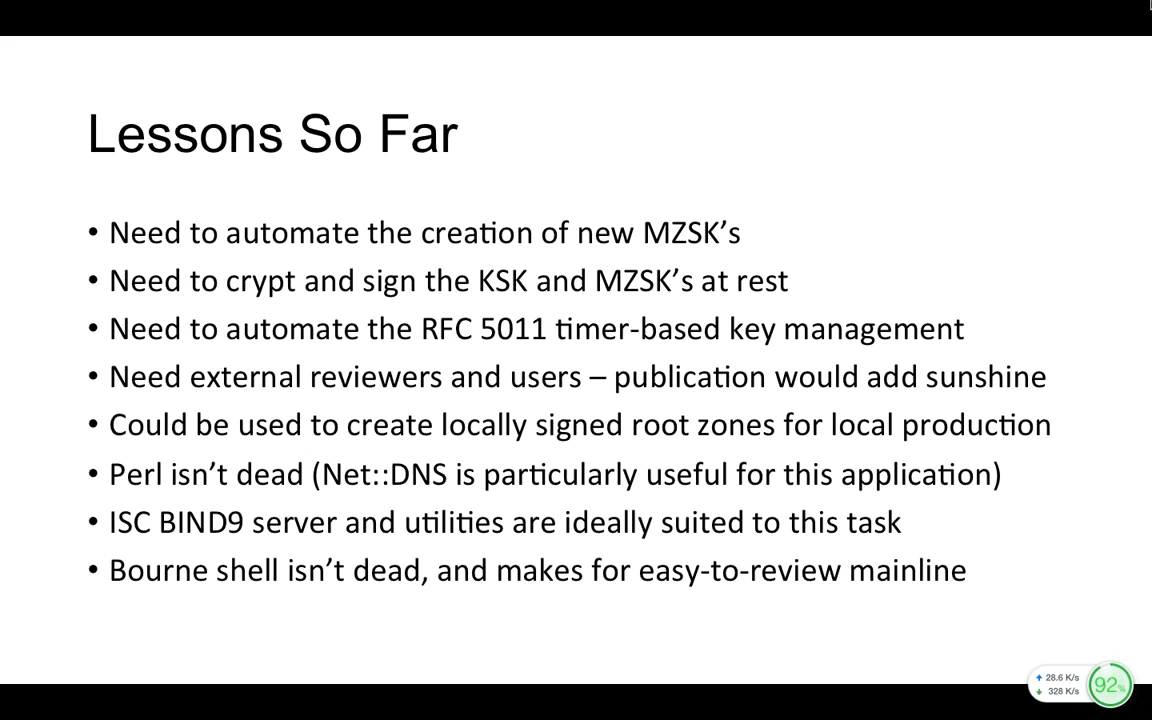 Lessons So Far
• Need to automate the creation of new MZSK’s
• Need to crypt and sign the KSK and MZSK’s at rest
• Need to automate the RFC 5011 timer-based key management
• Need external reviewers and users – publication would add sunshine
• Could be used to create locally signed root zones for local production
• Perl isn’t dead (Net::DNS is particularly useful for this application)
• ISC BIND9 server and utilities are ideally suited to this task
• Bourne shell isn’t dead, and makes for easy-to-review mainline
↑ 28.6 K/s
↓ 328 K/s
92%